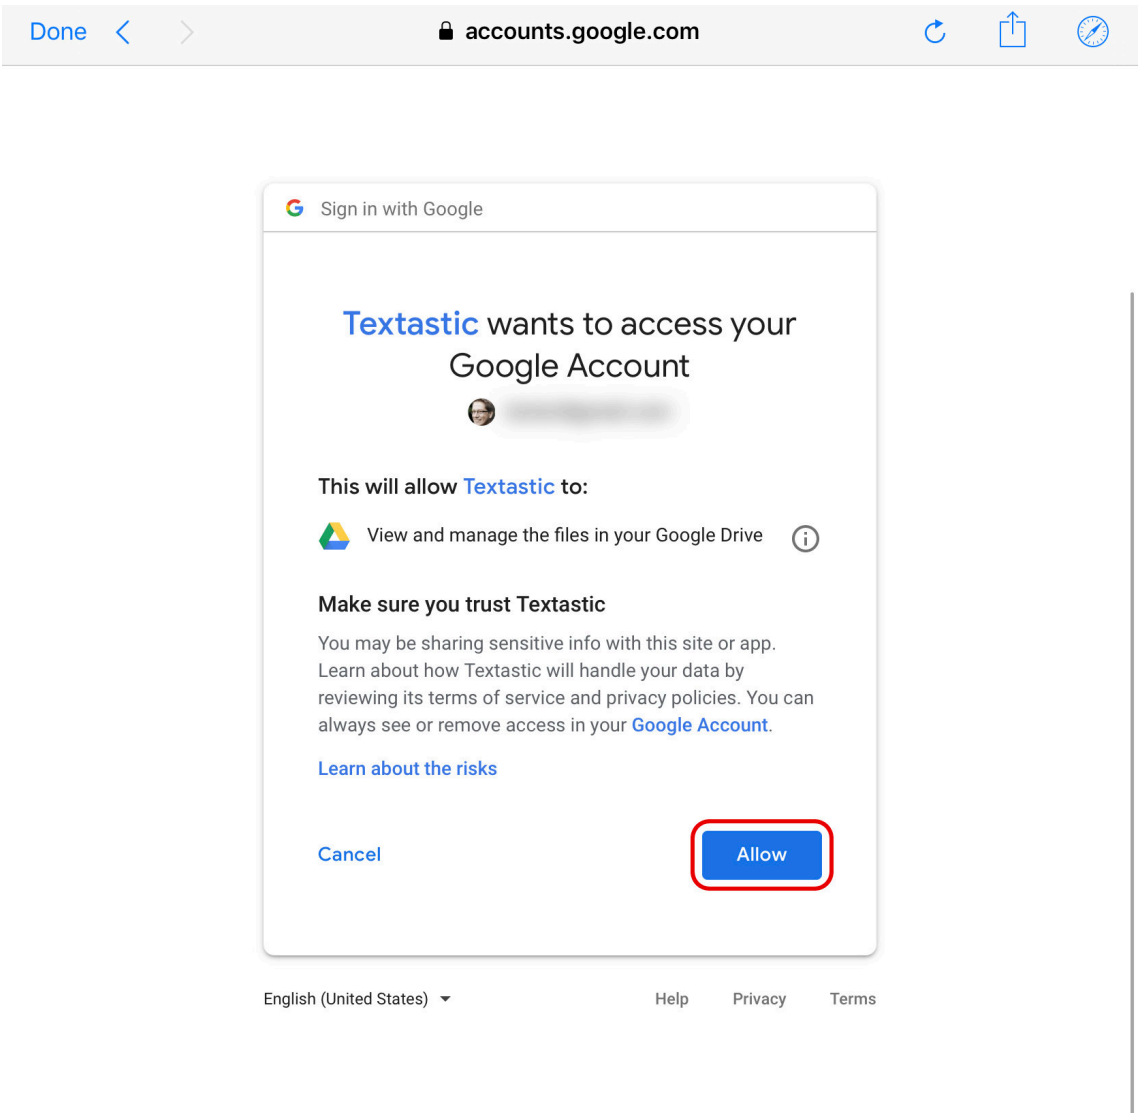 Done accounts.google.com
Sign in with Google
Textastic wants to access your
Google Account
This will allow Textastic to:
View and manage the files in your Google Drive
Make sure you trust Textastic
You may be sharing sensitive info with this site or app.
Learn about how Textastic will handle your data by
reviewing its terms of service and privacy policies. You can
always see or remove access in your Google Account.
Learn about the risks
Cancel Allow
English (United States) Help Privacy Terms